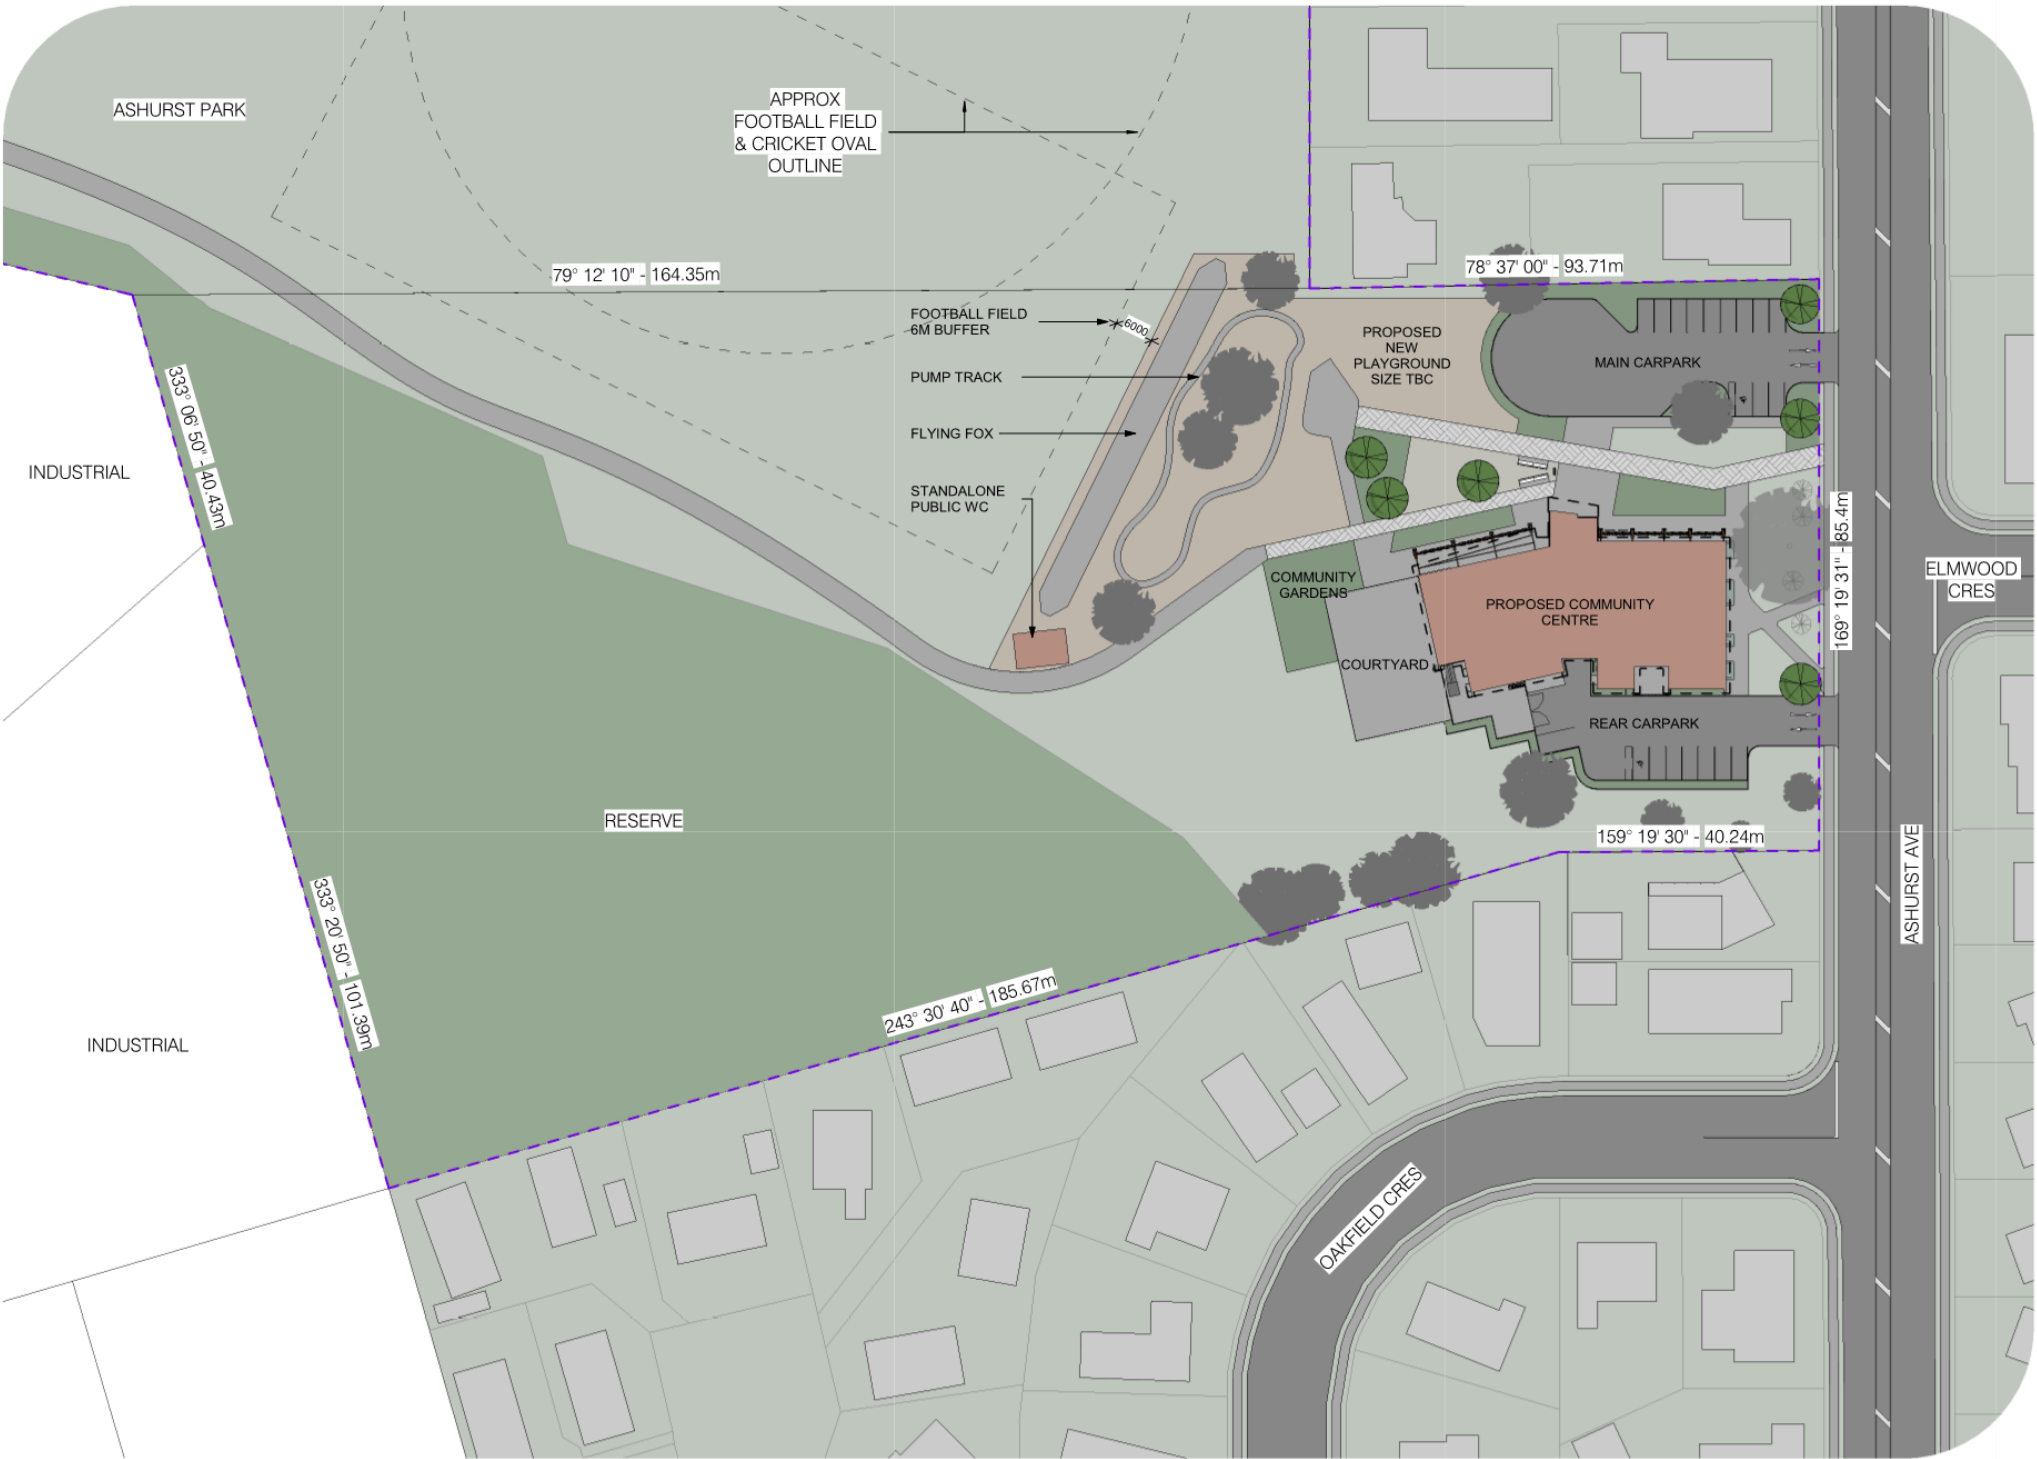 ASHURST PARK
APPROX
FOOTBALL FIELD
& CRICKET OVAL
OUTLINE
79° 12' 10" - 164.35m
78° 37' 00" - 93.71m
FOOTBALL FIELD
6M BUFFER
6000
PROPOSED
NEW
PLAYGROUND
SIZE TBC
MAIN CARPARK
PUMP TRACK
FLYING FOX
STANDALONE
PUBLIC WC
333° 06' 50" - 40.43m
INDUSTRIAL
169° 19' 31" - 85.4m
ELMWOOD
CRES
COMMUNITY
GARDENS
PROPOSED COMMUNITY
CENTRE
COURTYARD
REAR CARPARK
RESERVE
159° 19' 30" - 40.24m
ASHURST AVE
333° 20' 50" - 101.39m
243° 30' 40" - 185.67m
INDUSTRIAL
OAKFIELD CRES